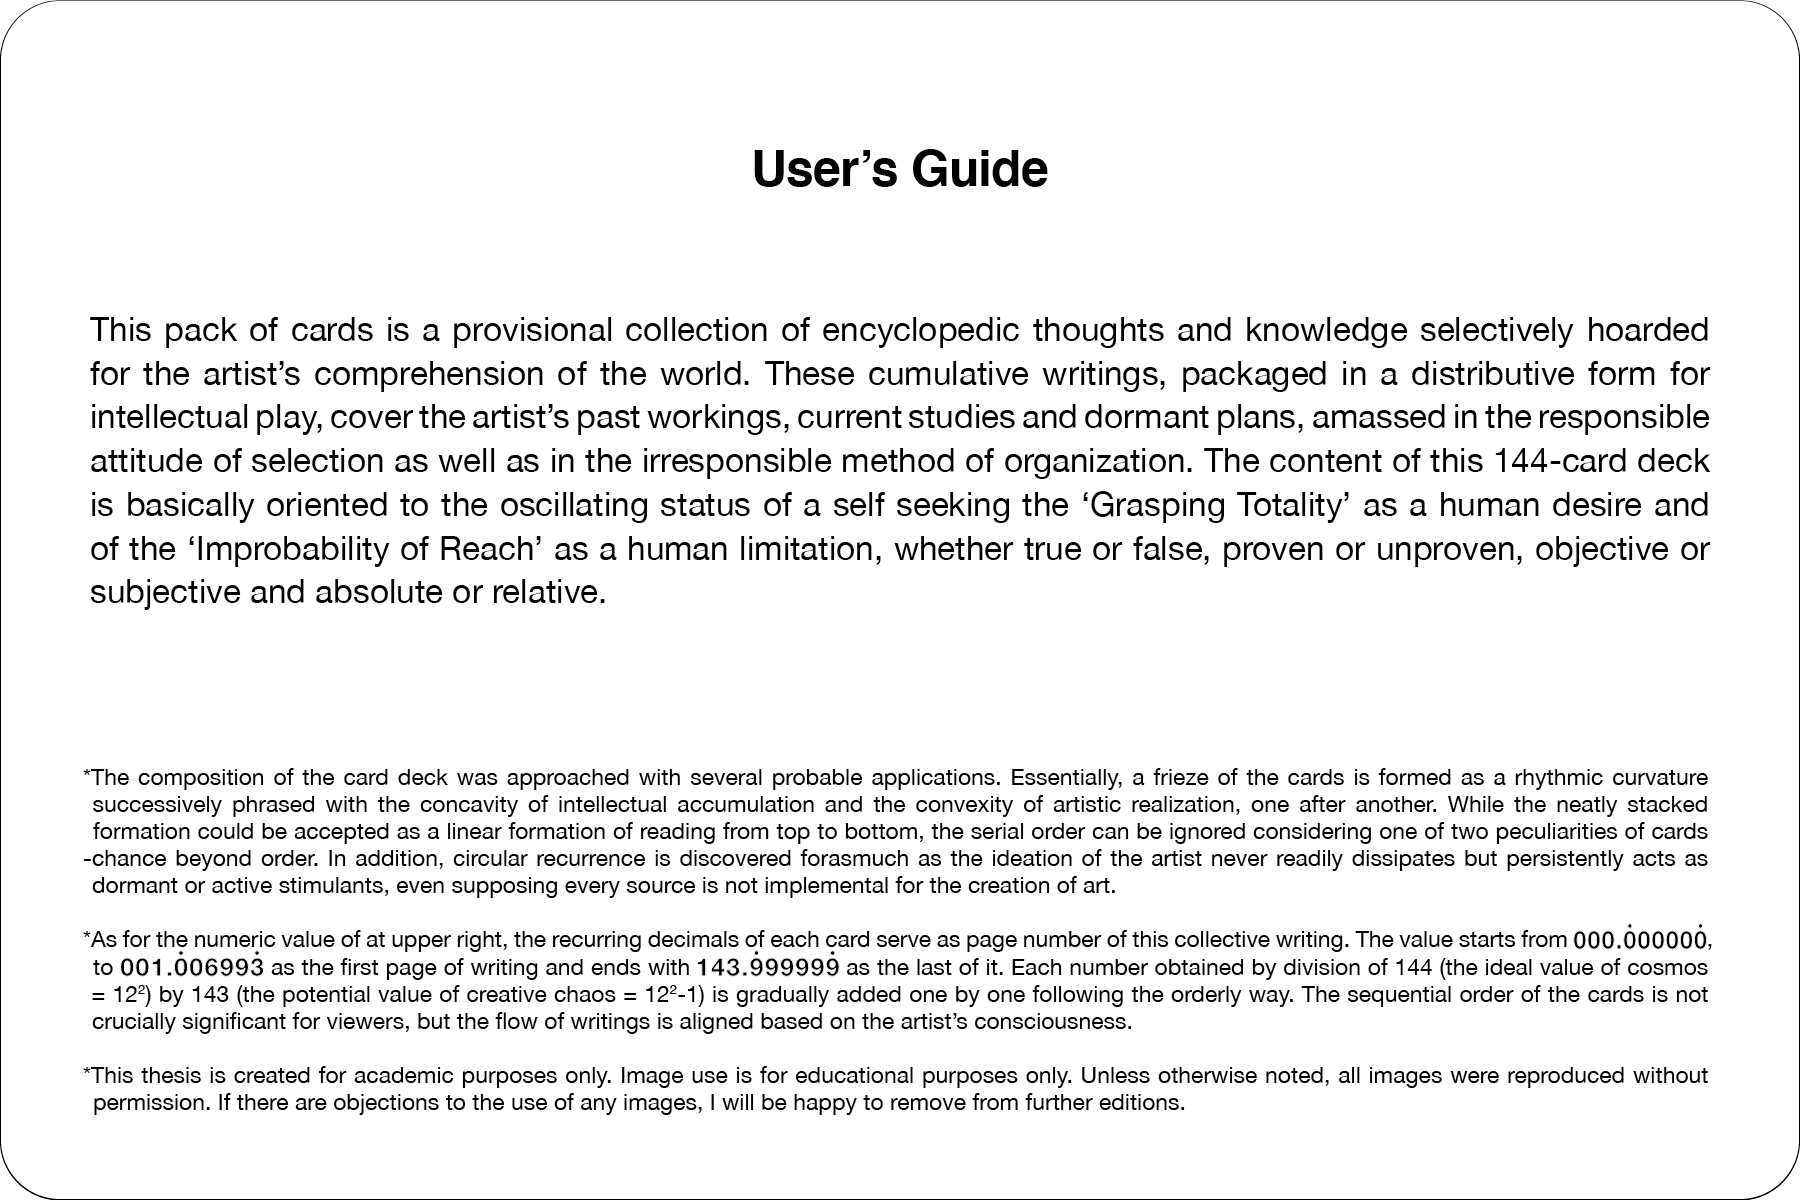 User’s Guide
This pack of cards is a provisional collection of encyclopedic thoughts and knowledge selectively hoarded
for the artist’s comprehension of the world. These cumulative writings, packaged in a distributive form for
intellectual play, cover the artist’s past workings, current studies and dormant plans, amassed in the responsible
attitude of selection as well as in the irresponsible method of organization. The content of this 144-card deck
is basically oriented to the oscillating status of a self seeking the ‘Grasping Totality’ as a human desire and
of the ‘Improbability of Reach’ as a human limitation, whether true or false, proven or unproven, objective or
subjective and absolute or relative.
*The composition of the card deck was approached with several probable applications. Essentially, a frieze of the cards is formed as a rhythmic curvature
successively phrased with the concavity of intellectual accumulation and the convexity of artistic realization, one after another. While the neatly stacked
formation could be accepted as a linear formation of reading from top to bottom, the serial order can be ignored considering one of two peculiarities of cards
-chance beyond order. In addition, circular recurrence is discovered forasmuch as the ideation of the artist never readily dissipates but persistently acts as
dormant or active stimulants, even supposing every source is not implemental for the creation of art.
*As for the numeric value of at upper right, the recurring decimals of each card serve as page number of this collective writing. The value starts from 000.0̇00000̇,
to 001.0̇06993̇ as the first page of writing and ends with 143.9̇99999̇ as the last of it. Each number obtained by division of 144 (the ideal value of cosmos
= 12²) by 143 (the potential value of creative chaos = 12²-1) is gradually added one by one following the orderly way. The sequential order of the cards is not
crucially significant for viewers, but the flow of writings is aligned based on the artist’s consciousness.
*This thesis is created for academic purposes only. Image use is for educational purposes only. Unless otherwise noted, all images were reproduced without
permission. If there are objections to the use of any images, I will be happy to remove from further editions.